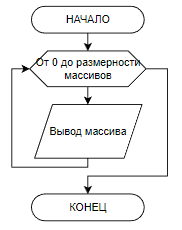 НАЧАЛО
От 0 до размерности
массивов
Вывод массива
КОНЕЦ